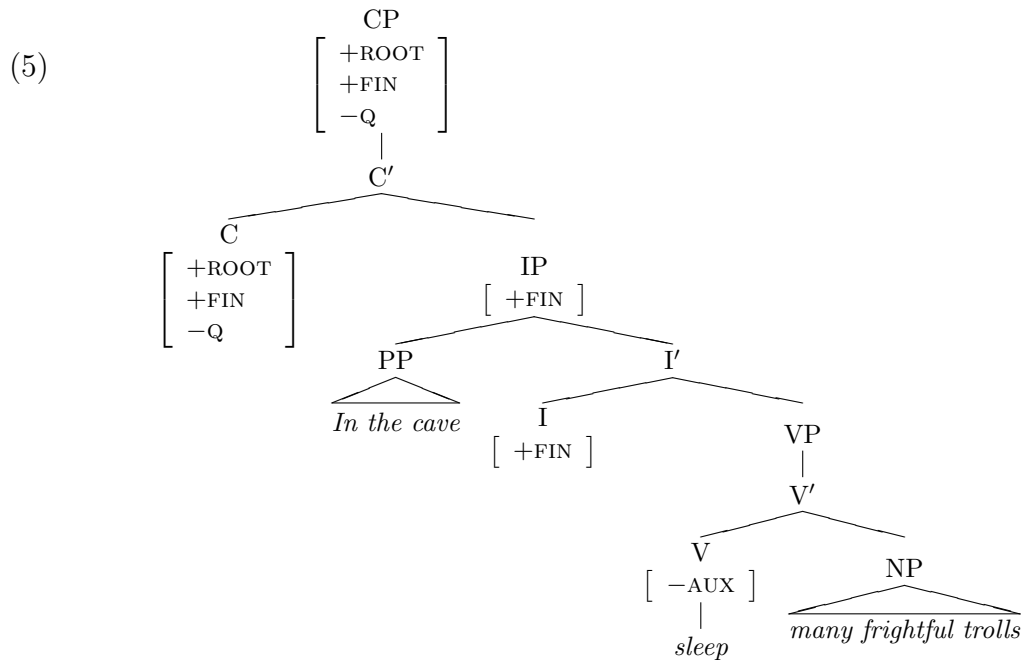 (5)
CP
[ +ROOT
+FIN
−Q ]
C′
C
[ +ROOT
+FIN
−Q ]
IP
[ +FIN ]
PP
In the cave
I′
I
[ +FIN ]
VP
V′
V
[ −AUX ]
sleep
NP
many frightful trolls